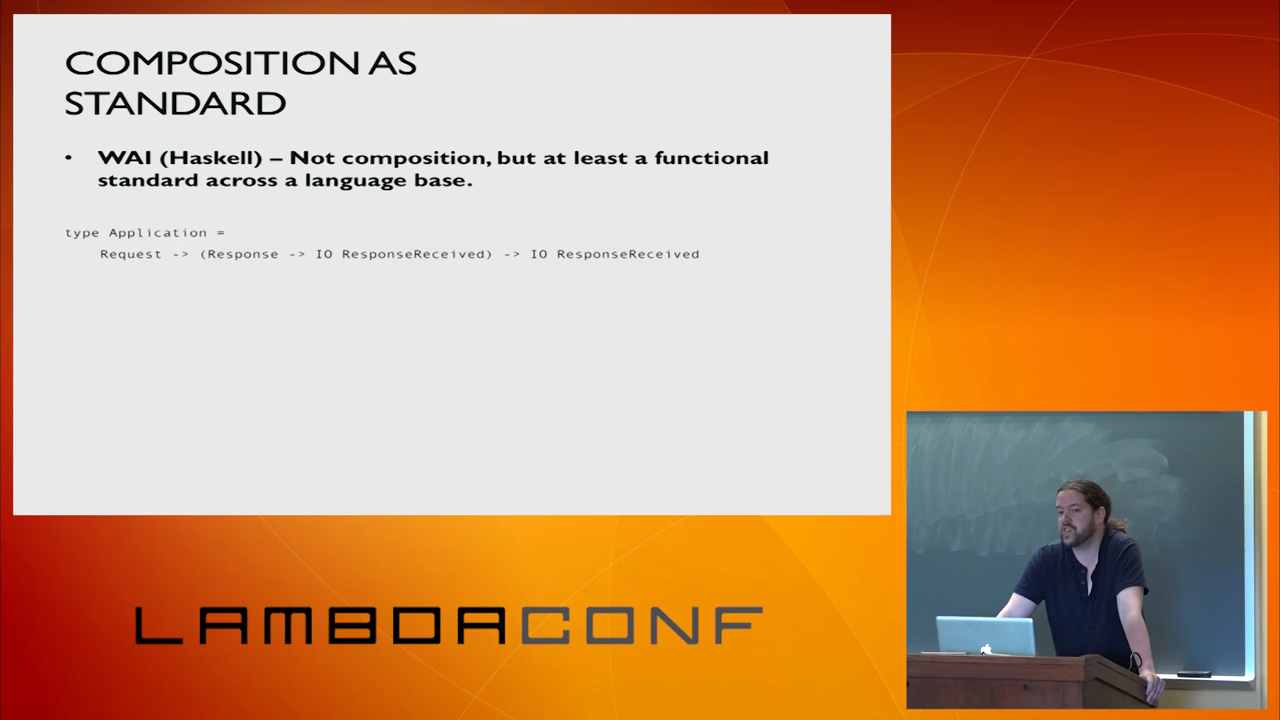 COMPOSITION AS
STANDARD
• WAI (Haskell) – Not composition, but at least a functional
standard across a language base.
type Application =
Request -> (Response -> IO ResponseReceived) -> IO ResponseReceived
LAMBDACONF